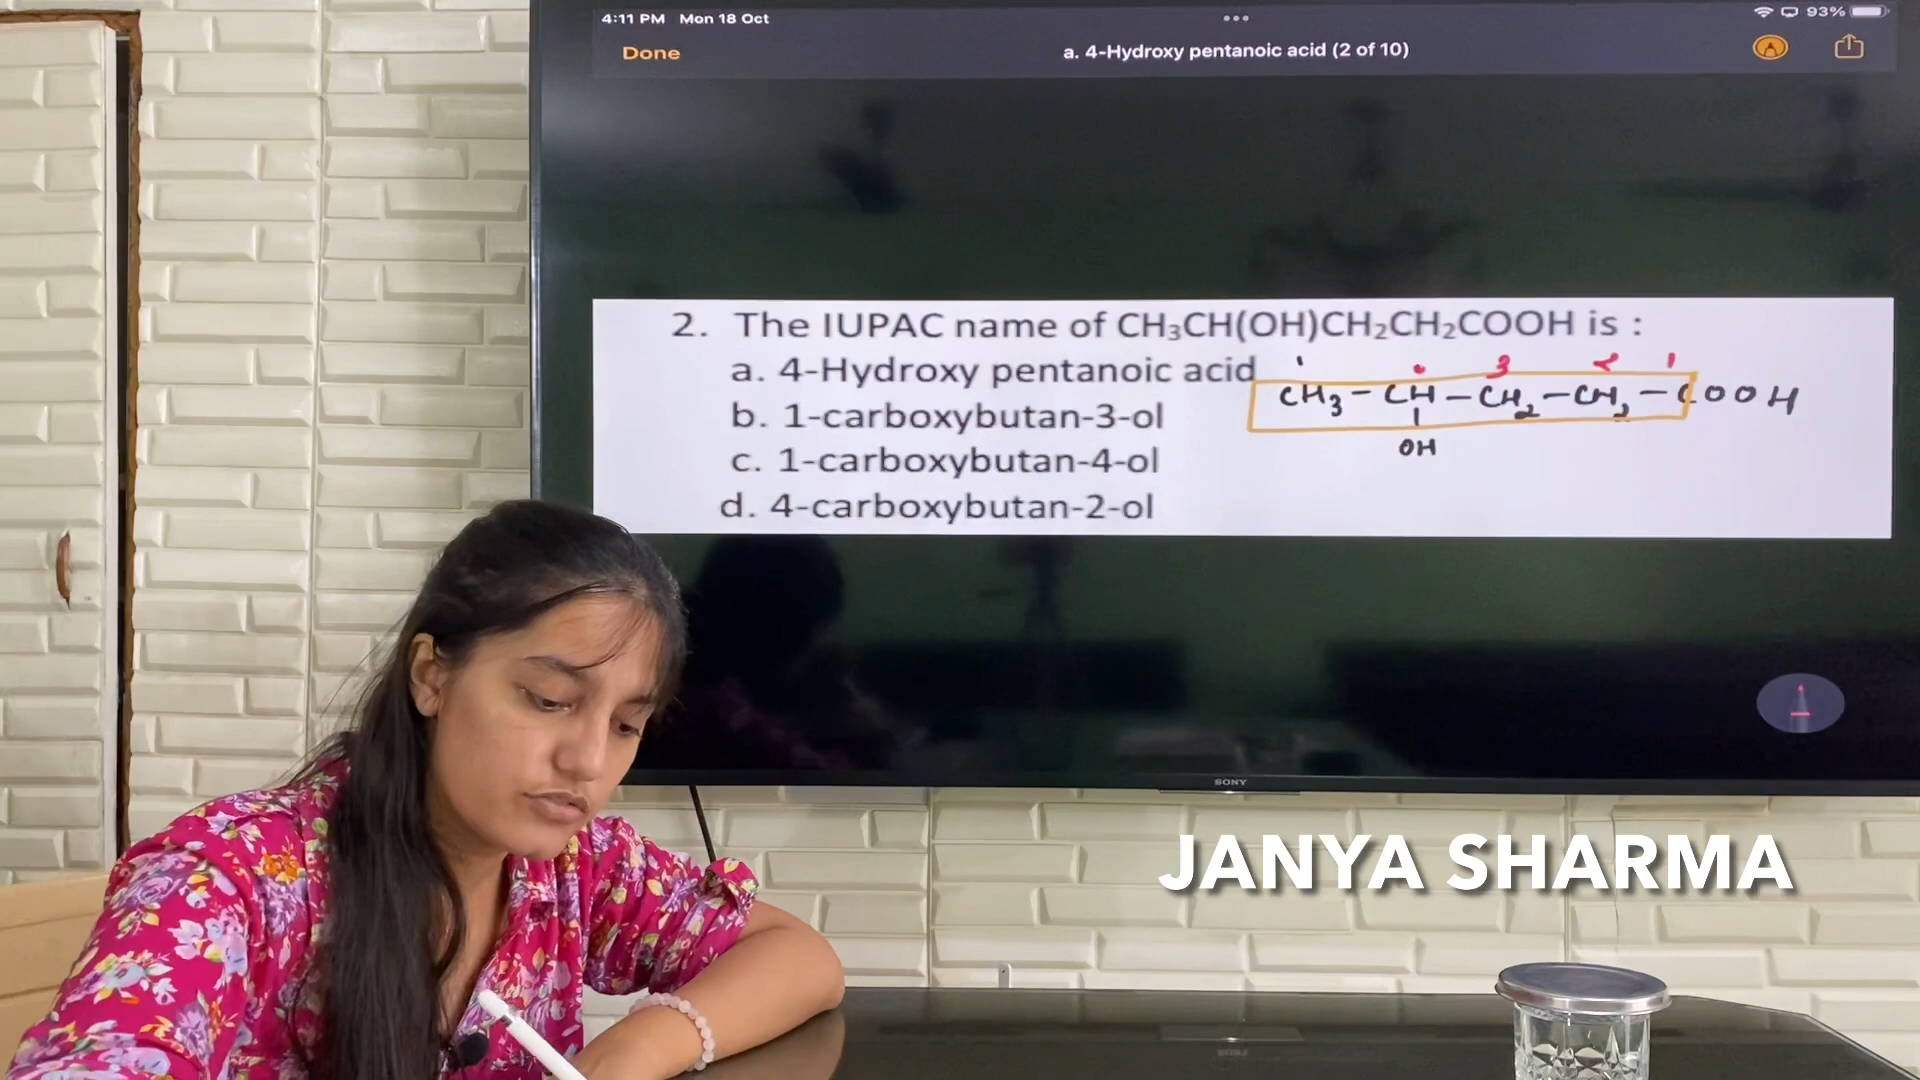 4:11 PM Mon 18 Oct
93%
Done
a. 4-Hydroxy pentanoic acid (2 of 10)
2. The IUPAC name of CH₃CH(OH)CH₂CH₂COOH is :
a. 4-Hydroxy pentanoic acid
3 2 1
CH₃-CH-CH₂-CH₂-COOH
b. 1-carboxybutan-3-ol
OH
c. 1-carboxybutan-4-ol
d. 4-carboxybutan-2-ol
SONY
JANYA SHARMA